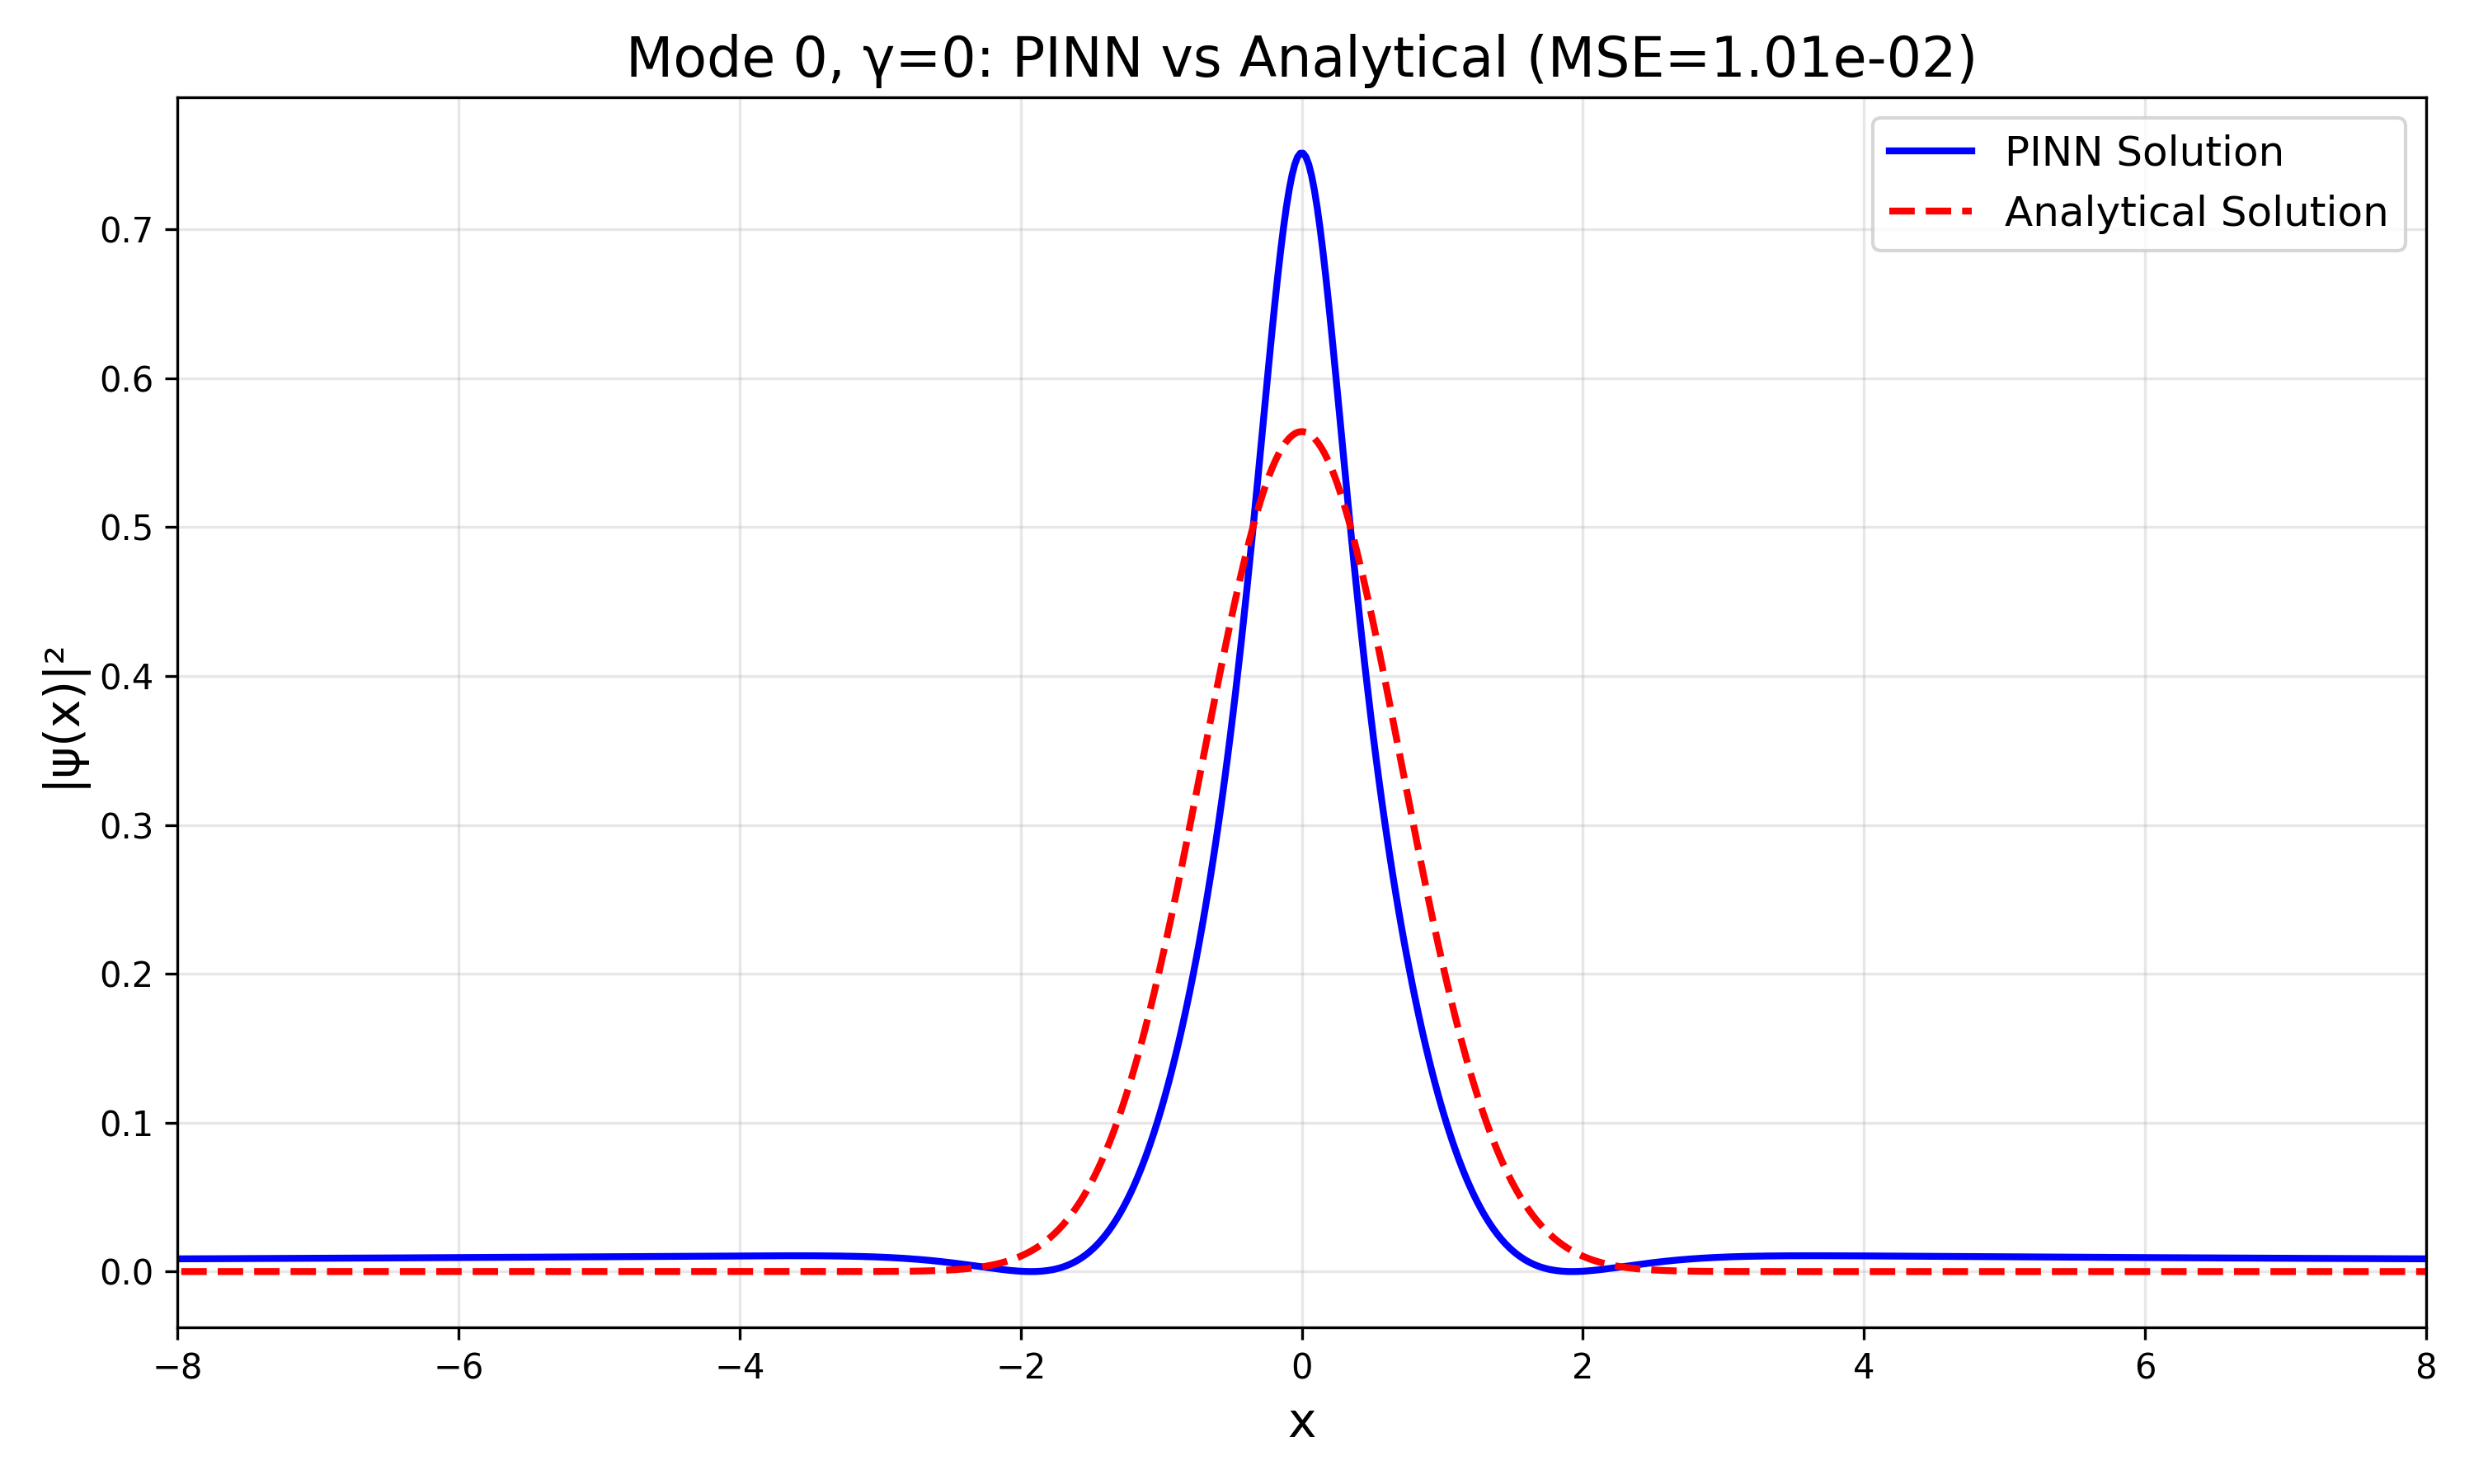 Mode 0, γ=0: PINN vs Analytical (MSE=1.01e-02)
PINN Solution
Analytical Solution
|ψ(x)|²
0.7
0.6
0.5
0.4
0.3
0.2
0.1
0.0
−8 −6 −4 −2 0 2 4 6 8
x